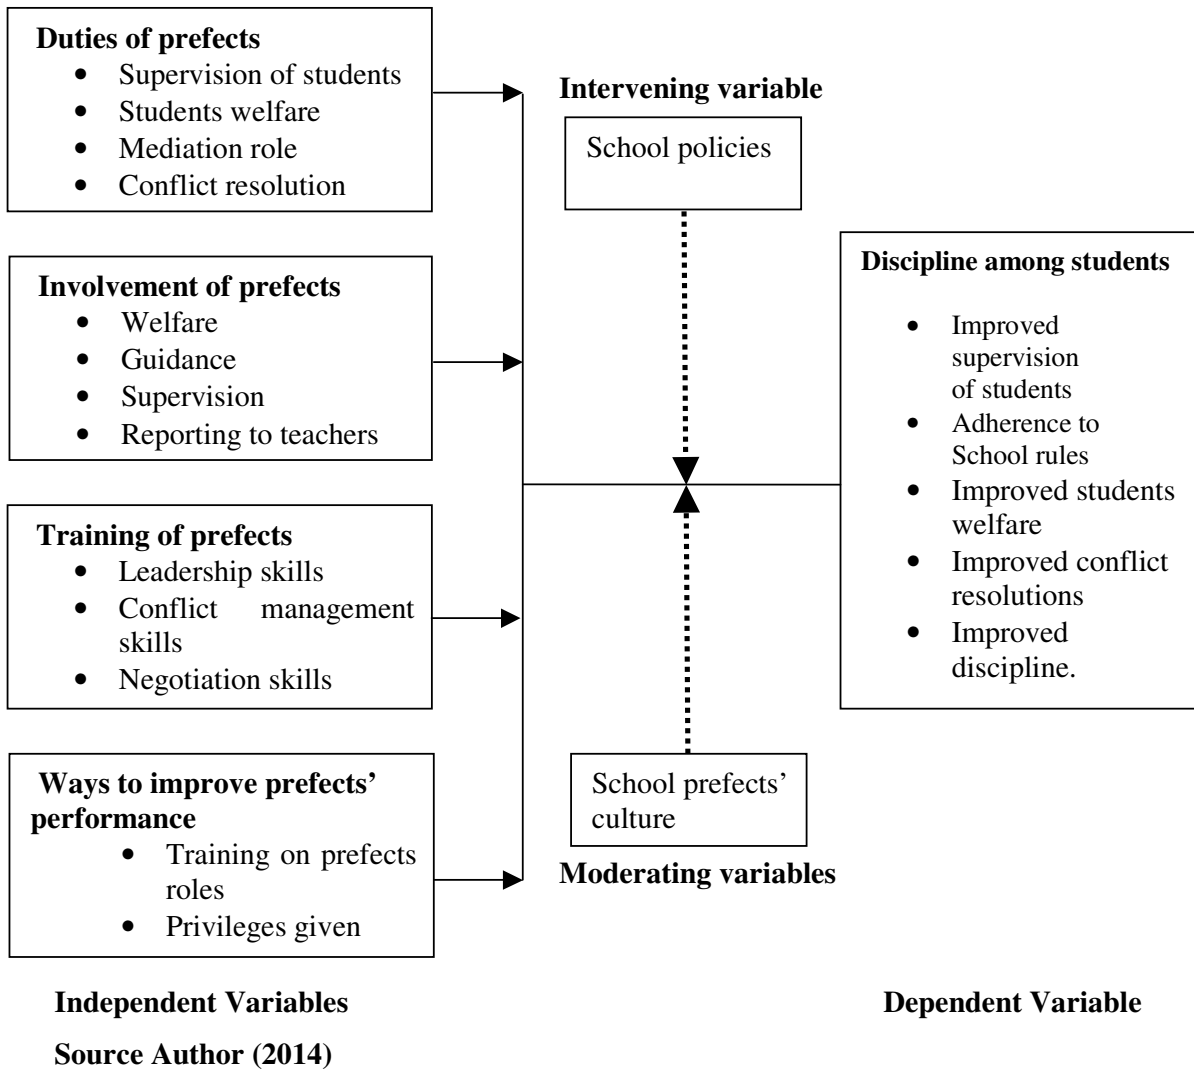 Duties of prefects
• Supervision of students
• Students welfare
• Mediation role
• Conflict resolution
Involvement of prefects
• Welfare
• Guidance
• Supervision
• Reporting to teachers
Training of prefects
• Leadership skills
• Conflict management
skills
• Negotiation skills
Ways to improve prefects’
performance
• Training on prefects
roles
• Privileges given
Intervening variable
School policies
School prefects’
culture
Moderating variables
Discipline among students
• Improved
supervision
of students
• Adherence to
School rules
• Improved students
welfare
• Improved conflict
resolutions
• Improved
discipline.
Independent Variables
Dependent Variable
Source Author (2014)